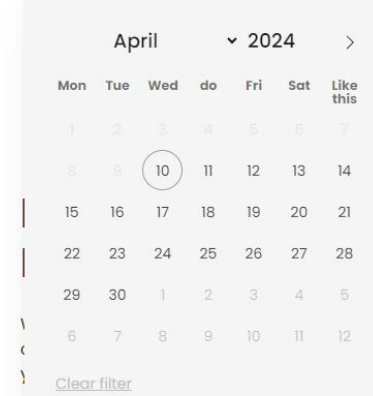 April 2024
Mon Tue Wed do Fri Sat Like this
1 2 3 4 5 6 7
8 9 10 11 12 13 14
15 16 17 18 19 20 21
22 23 24 25 26 27 28
29 30 1 2 3 4 5
6 7 8 9 10 11 12
Clear filter